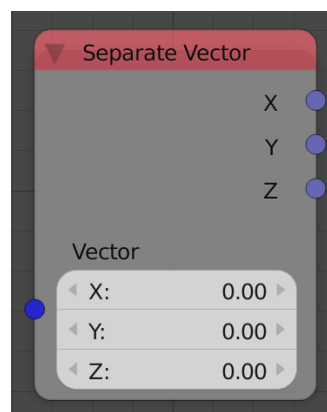 Separate Vector
X
Y
Z
Vector
X: 0.00
Y: 0.00
Z: 0.00